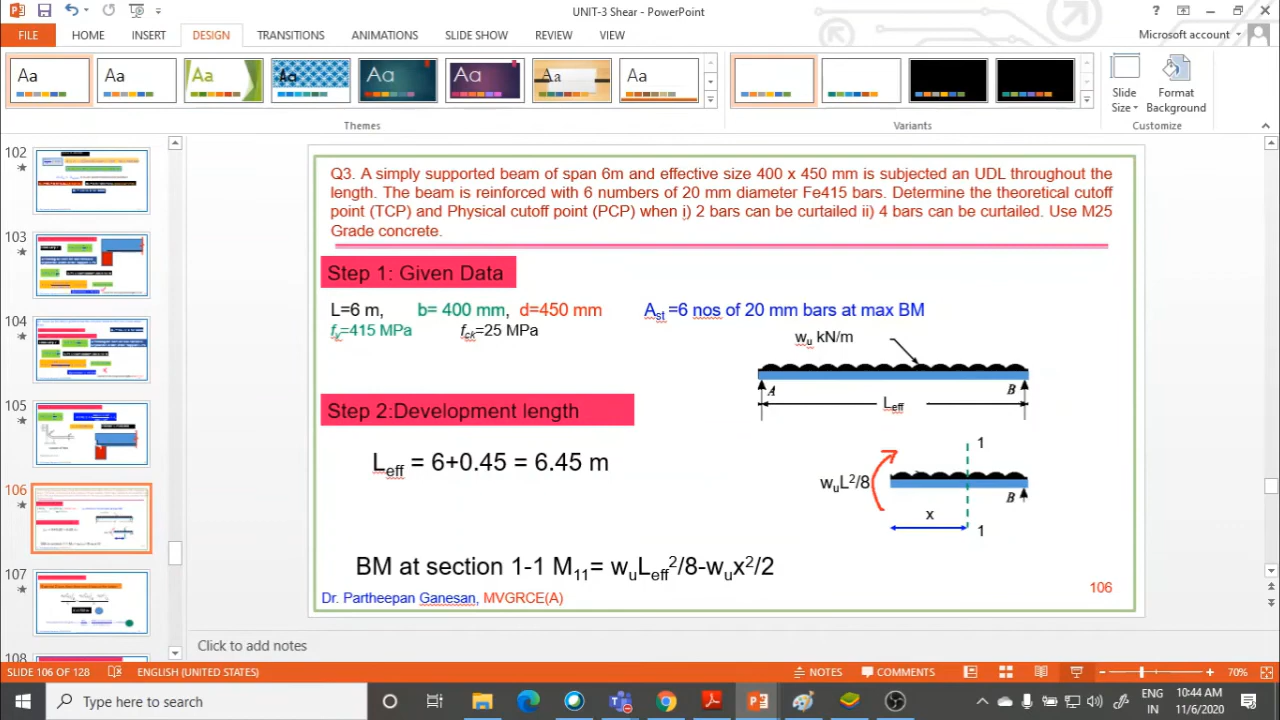 UNIT-3 Shear - PowerPoint
FILE HOME INSERT DESIGN TRANSITIONS ANIMATIONS SLIDE SHOW REVIEW VIEW Microsoft account
Aa Aa Aa Aa Aa Aa Aa Aa
Slide Size Format Background
Themes Variants Customize
102
103
104
105
106
107
108
Q3. A simply supported beam of span 6m and effective size 400 x 450 mm is subjected an UDL throughout the
length. The beam is reinforced with 6 numbers of 20 mm diameter Fe415 bars. Determine the theoretical cutoff
point (TCP) and Physical cutoff point (PCP) when i) 2 bars can be curtailed ii) 4 bars can be curtailed. Use M25
Grade concrete.
Step 1: Given Data
L=6 m, b= 400 mm, d=450 mm Ast =6 nos of 20 mm bars at max BM
fy=415 MPa fck=25 MPa
wu kN/m
A B
Leff
Step 2:Development length
Leff = 6+0.45 = 6.45 m
1
wuL²/8
B
x
1
BM at section 1-1 M11= wuLeff²/8-wux²/2
Dr. Partheepan Ganesan, MVGRCE(A) 106
Click to add notes
SLIDE 106 OF 128 ENGLISH (UNITED STATES) NOTES COMMENTS 70%
Type here to search
ENG 10:44 AM
IN 11/6/2020